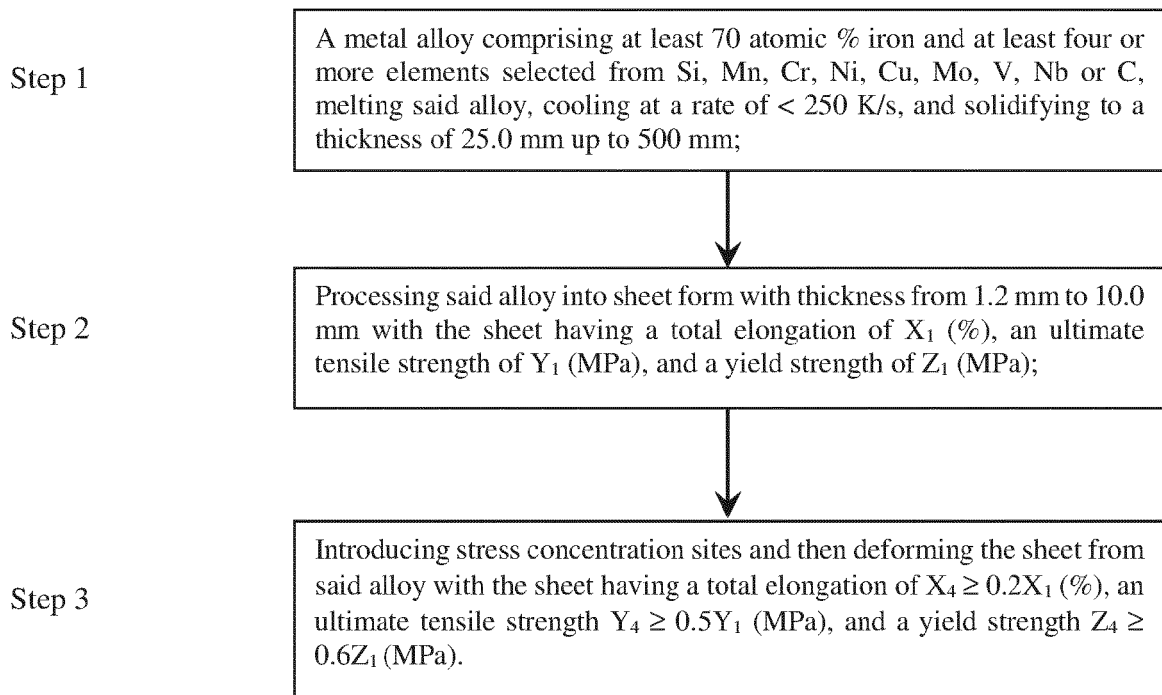 Step 1
A metal alloy comprising at least 70 atomic % iron and at least four or
more elements selected from Si, Mn, Cr, Ni, Cu, Mo, V, Nb or C,
melting said alloy, cooling at a rate of < 250 K/s, and solidifying to a
thickness of 25.0 mm up to 500 mm;
Step 2
Processing said alloy into sheet form with thickness from 1.2 mm to 10.0
mm with the sheet having a total elongation of X₁ (%), an ultimate
tensile strength of Y₁ (MPa), and a yield strength of Z₁ (MPa);
Step 3
Introducing stress concentration sites and then deforming the sheet from
said alloy with the sheet having a total elongation of X₄ ≥ 0.2X₁ (%), an
ultimate tensile strength Y₄ ≥ 0.5Y₁ (MPa), and a yield strength Z₄ ≥
0.6Z₁ (MPa).